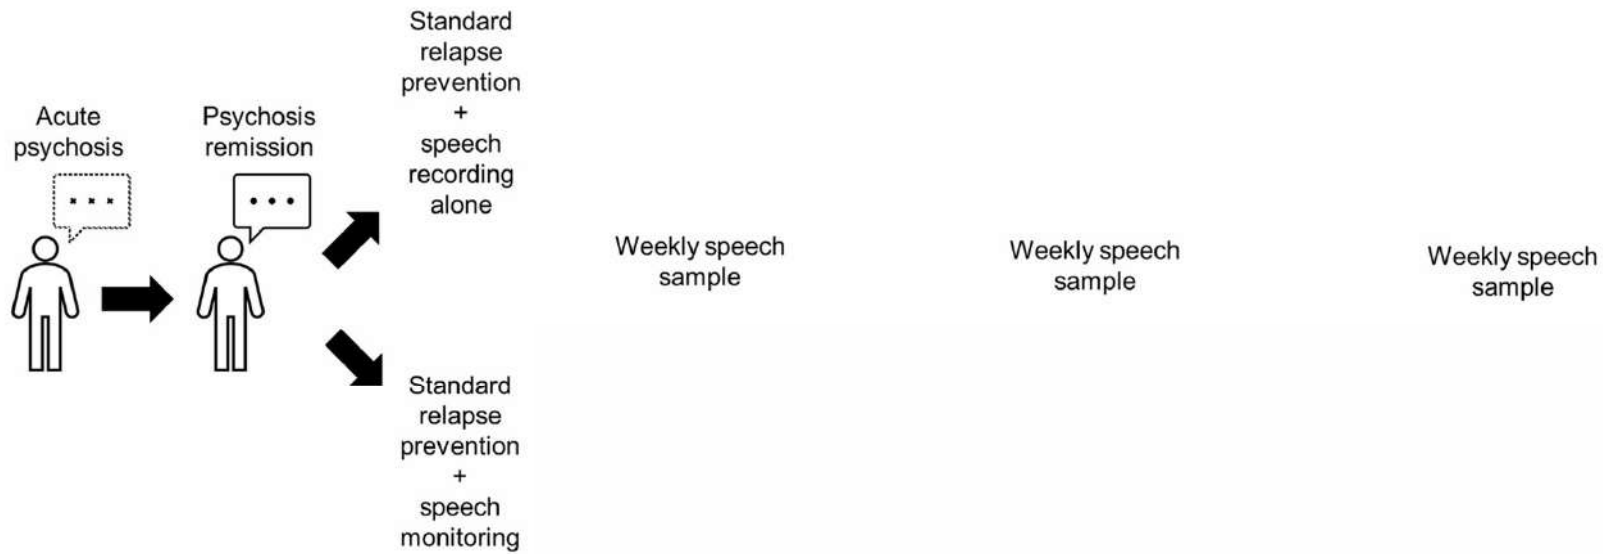 Acute
psychosis
Psychosis
remission
Standard
relapse
prevention
+
speech
recording
alone
Standard
relapse
prevention
+
speech
monitoring
Weekly speech
sample
Weekly speech
sample
Weekly speech
sample